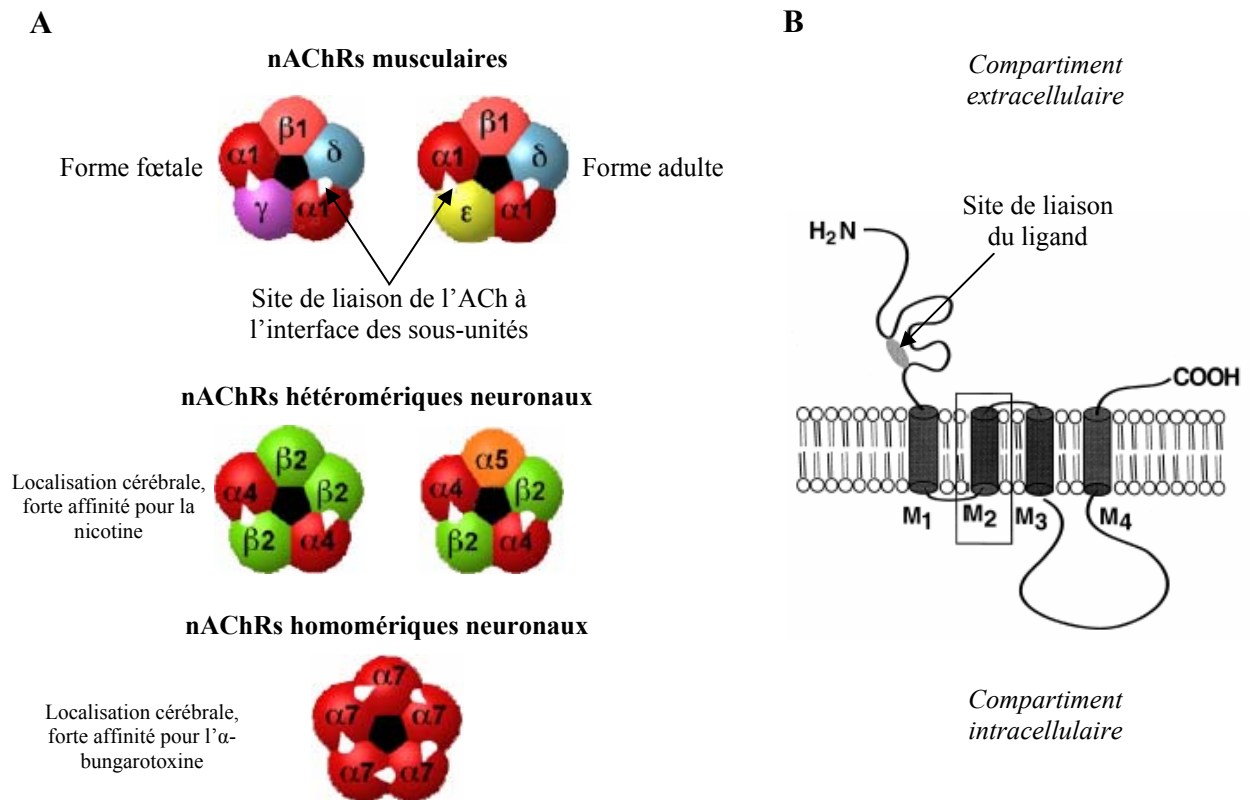 A
nAChRs musculaires
Forme fœtale
β1
α1
δ
γ
α1
β1
α1
δ
ε
α1
Forme adulte
Site de liaison de l’ACh à
l’interface des sous-unités
nAChRs hétéromériques neuronaux
Localisation cérébrale,
forte affinité pour la
nicotine
β2
α4
β2
β2
α4
α5
α4
β2
β2
α4
nAChRs homomériques neuronaux
Localisation cérébrale,
forte affinité pour l’α-
bungarotoxine
α7
α7
α7
α7
α7
B
Compartiment
extracellulaire
Site de liaison
du ligand
H2N
COOH
M1
M2
M3
M4
Compartiment
intracellulaire